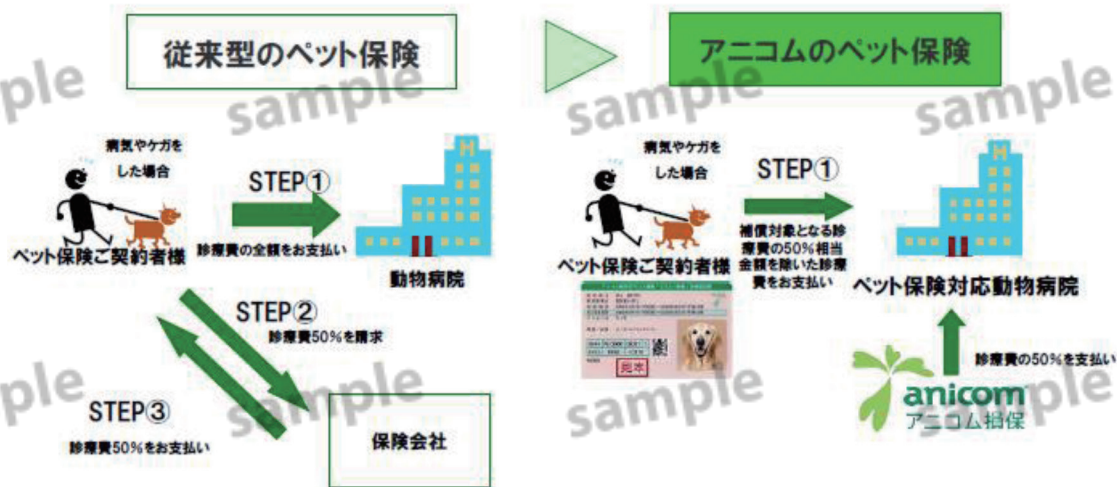 従来型のペット保険
アニコムのペット保険
病気やケガを
した場合
STEP①
診療費の全額をお支払い
ペット保険ご契約者様
動物病院
STEP②
診療費50%を請求
STEP③
診療費50%をお支払い
保険会社
病気やケガを
した場合
STEP①
補償対象となる診
療費の50%相当
金額を除いた診療
費をお支払い
ペット保険ご契約者様
ペット保険対応動物病院
見本
診療費の50%を支払い
anicom
アニコム損保
H
H
sample
sample
sample
sample
sample
sample
sample
sample